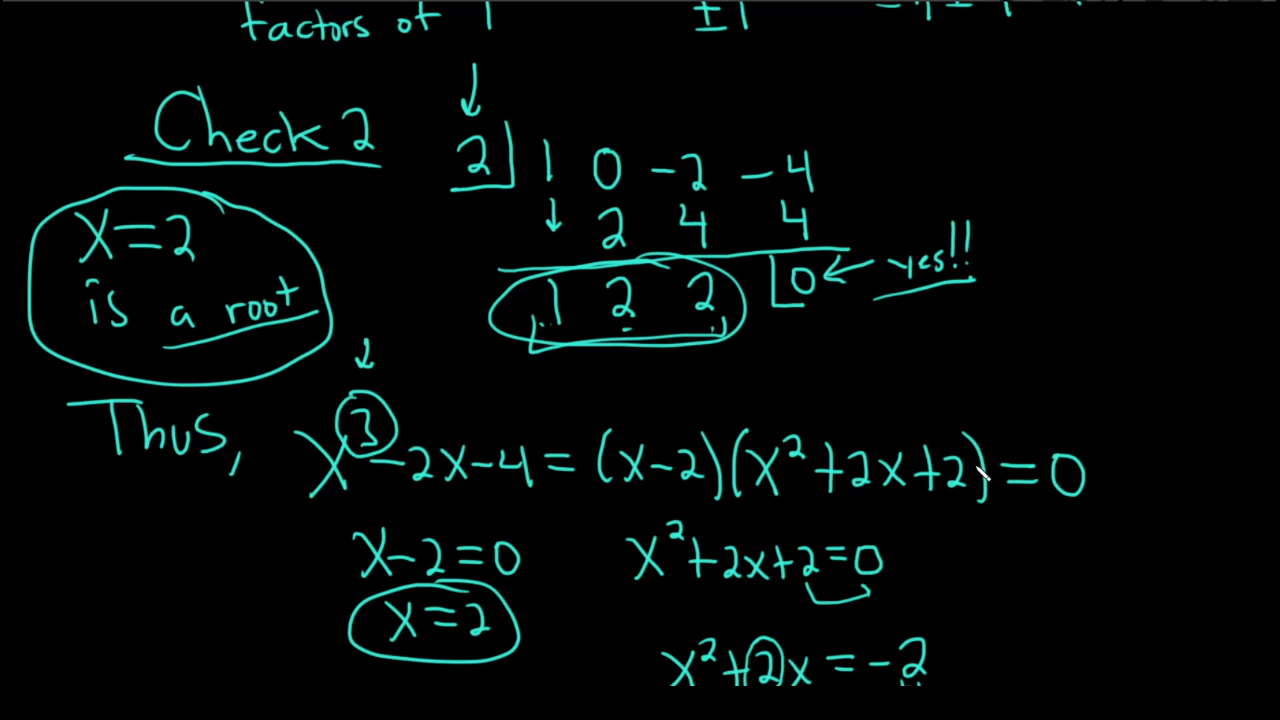 factors of 1 ±1
Check 2
2 1 0 -2 -4
2 4 4
1 2 2 0 yes!!
x=2
is a root
Thus, x³-2x-4=(x-2)(x²+2x+2)=0
x-2=0 x²+2x+2=0
x=2
x²+2x=-2